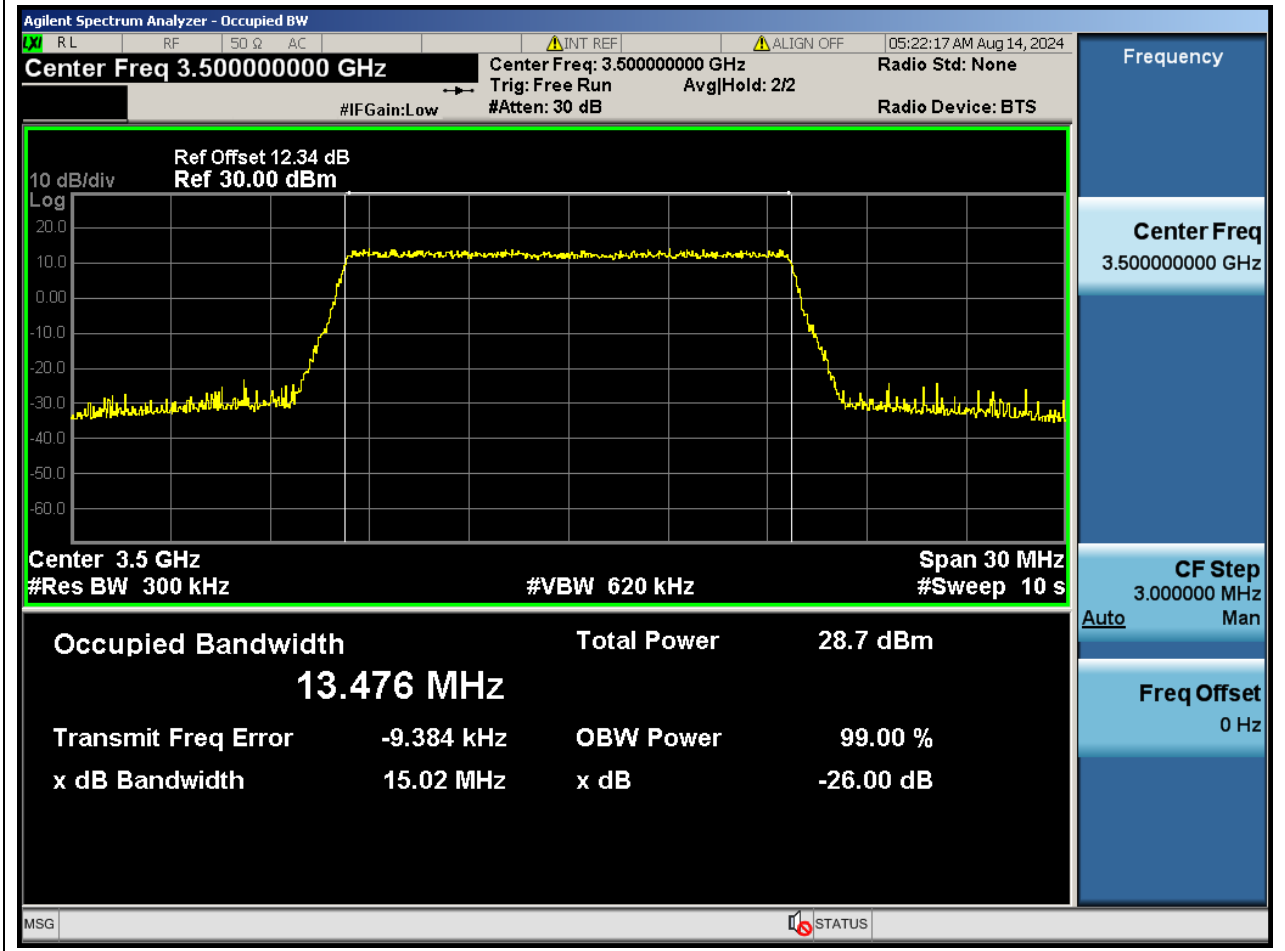 Agilent Spectrum Analyzer - Occupied BW
LXI RL RF 50 Ω AC INT REF ALIGN OFF 05:22:17 AM Aug 14, 2024
Center Freq 3.500000000 GHz
Center Freq: 3.500000000 GHz
Radio Std: None
Trig: Free Run Avg|Hold: 2/2
#IFGain:Low
#Atten: 30 dB
Radio Device: BTS
Ref Offset 12.34 dB
10 dB/div Ref 30.00 dBm
Log
20.0
10.0
0.00
-10.0
-20.0
-30.0
-40.0
-50.0
-60.0
Center 3.5 GHz Span 30 MHz
#Res BW 300 kHz #VBW 620 kHz #Sweep 10 s
Occupied Bandwidth Total Power 28.7 dBm
13.476 MHz
Transmit Freq Error -9.384 kHz OBW Power 99.00 %
x dB Bandwidth 15.02 MHz x dB -26.00 dB
Frequency
Center Freq
3.500000000 GHz
CF Step
3.000000 MHz
Auto Man
Freq Offset
0 Hz
MSG STATUS